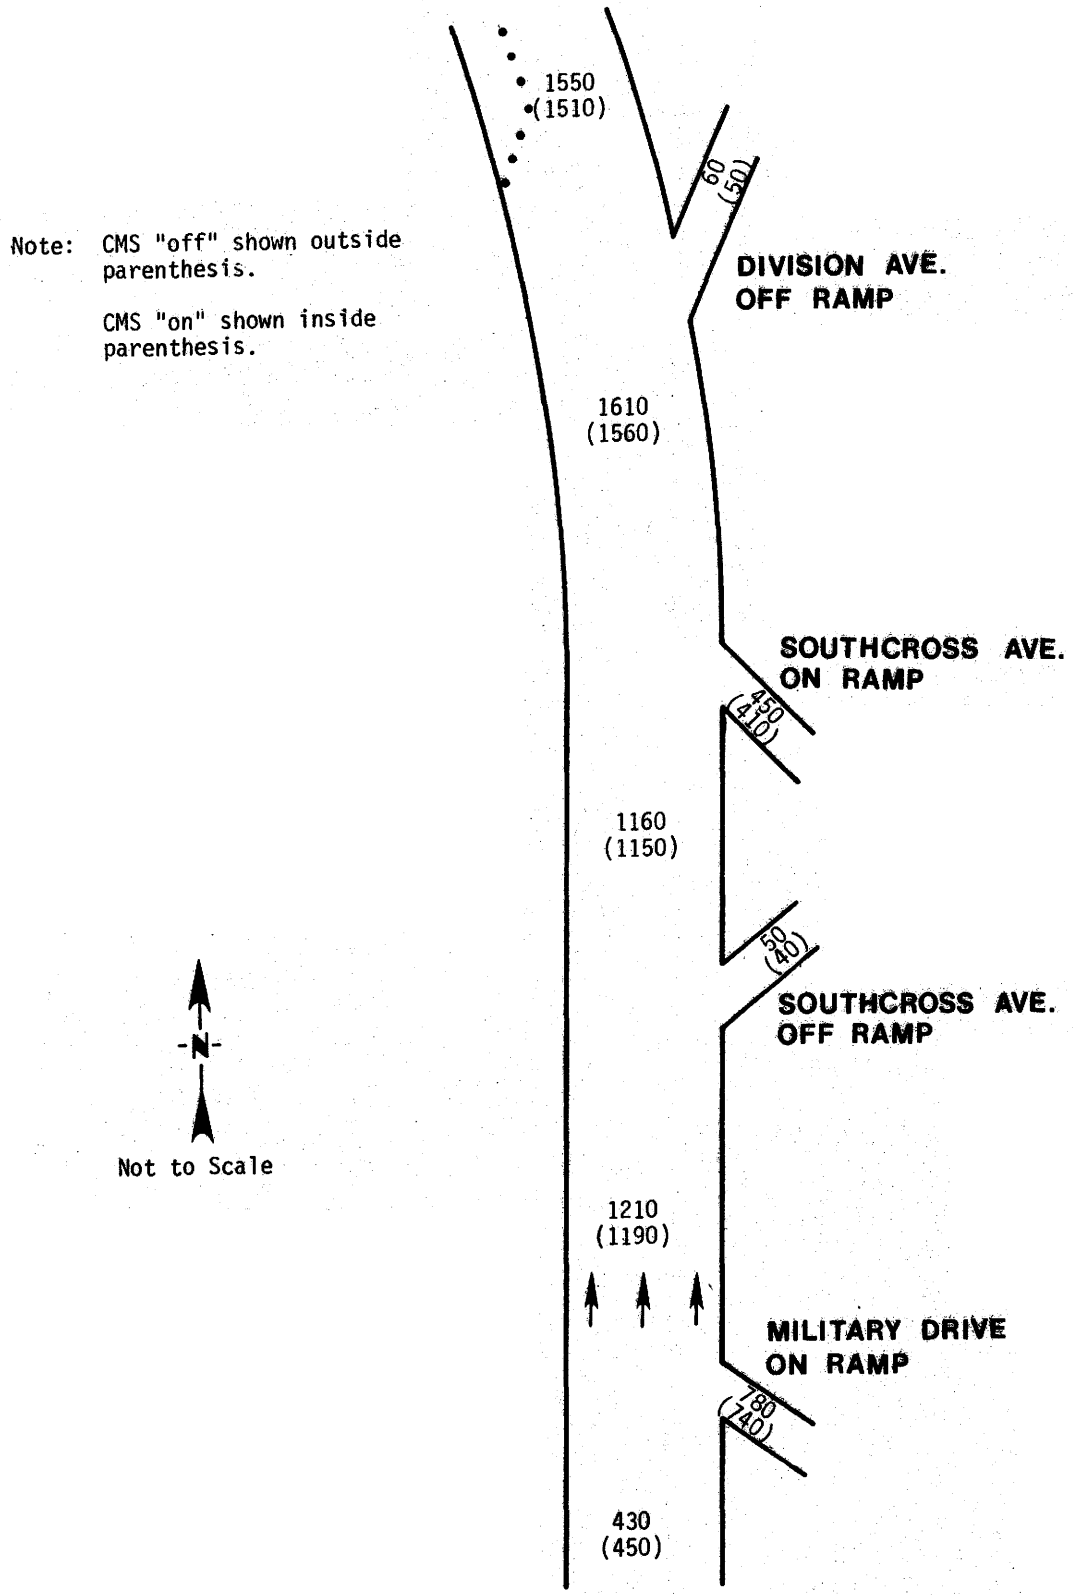 1550
(1510)
60
(50)
Note: CMS "off" shown outside
parenthesis.
CMS "on" shown inside
parenthesis.
DIVISION AVE.
OFF RAMP
1610
(1560)
SOUTHCROSS AVE.
ON RAMP
450
(410)
1160
(1150)
50
(40)
SOUTHCROSS AVE.
OFF RAMP
N
Not to Scale
1210
(1190)
MILITARY DRIVE
ON RAMP
780
(740)
430
(450)